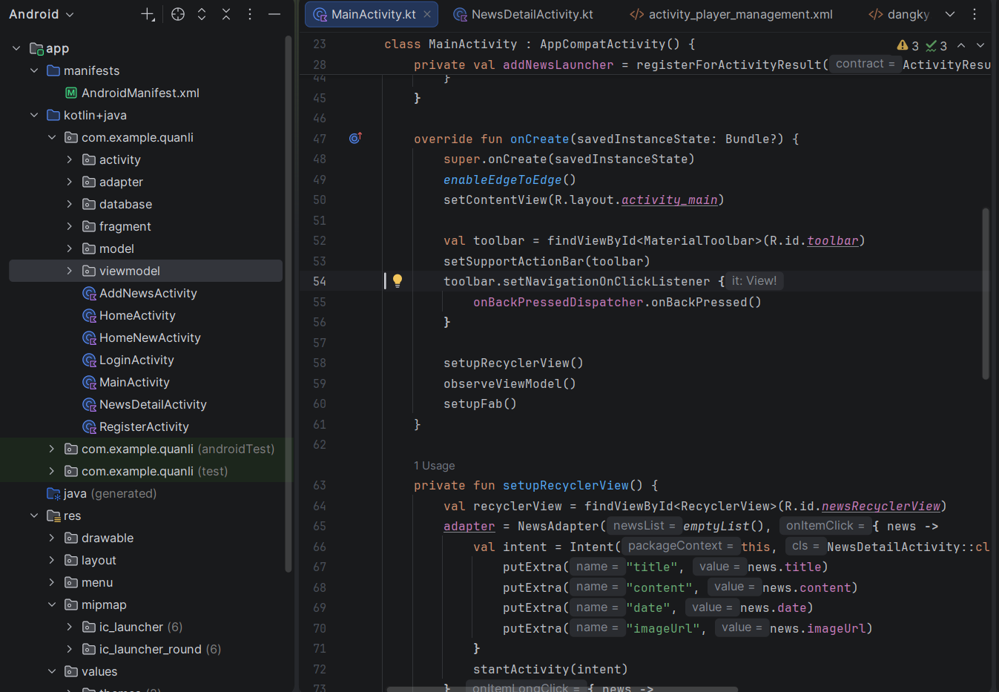 Android
app
manifests
AndroidManifest.xml
kotlin+java
com.example.quanli
activity
adapter
database
fragment
model
viewmodel
AddNewsActivity
HomeActivity
HomeNewActivity
LoginActivity
MainActivity
NewsDetailActivity
RegisterActivity
com.example.quanli (androidTest)
com.example.quanli (test)
java (generated)
res
drawable
layout
menu
mipmap
ic_launcher (6)
ic_launcher_round (6)
values
MainActivity.kt
NewsDetailActivity.kt
activity_player_management.xml
dangky
3 3
23 class MainActivity : AppCompatActivity() {
28 private val addNewsLauncher = registerForActivityResult( contract = ActivityResu
44 }
45 }
46
47 override fun onCreate(savedInstanceState: Bundle?) {
48 super.onCreate(savedInstanceState)
49 enableEdgeToEdge()
50 setContentView(R.layout.activity_main)
51
52 val toolbar = findViewById<MaterialToolbar>(R.id.toolbar)
53 setSupportActionBar(toolbar)
54 toolbar.setNavigationOnClickListener { it: View!
55 onBackPressedDispatcher.onBackPressed()
56 }
57
58 setupRecyclerView()
59 observeViewModel()
60 setupFab()
61 }
62
1 Usage
63 private fun setupRecyclerView() {
64 val recyclerView = findViewById<RecyclerView>(R.id.newsRecyclerView)
65 adapter = NewsAdapter( newsList = emptyList(), onItemClick = { news ->
66 val intent = Intent( packageContext = this, cls = NewsDetailActivity::cl
67 putExtra( name = "title", value = news.title)
68 putExtra( name = "content", value = news.content)
69 putExtra( name = "date", value = news.date)
70 putExtra( name = "imageUrl", value = news.imageUrl)
71 }
72 startActivity(intent)
73 } onItemLongClick = { news ->